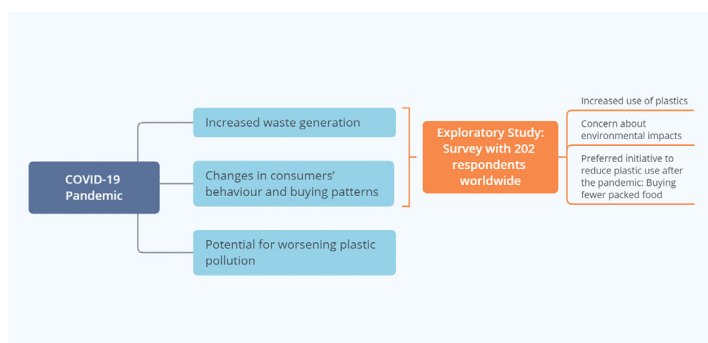 COVID-19
Pandemic
Increased waste generation
Changes in consumers'
behaviour and buying patterns
Potential for worsening plastic
pollution
Exploratory Study:
Survey with 202
respondents
worldwide
Increased use of plastics
Concern about
environmental impacts
Preferred initiative to
reduce plastic use after
the pandemic: Buying
fewer packed food